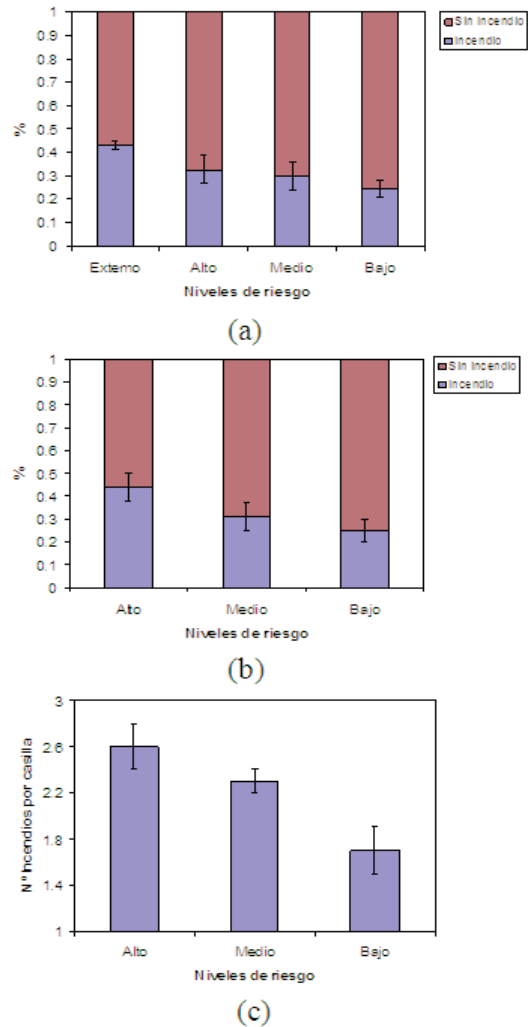 1
0.9
0.8
0.7
0.6
0.5
0.4
0.3
0.2
0.1
0
%
Extemo
Alto
Medio
Bajo
Niveles de riesgo
Sin incendio
Incendio
(a)
1
0.9
0.8
0.7
0.6
0.5
0.4
0.3
0.2
0.1
0
%
Alto
Medio
Bajo
Niveles de riesgo
Sin incendio
Incendio
(b)
3
2.6
2.2
1.8
1.4
1
Nº Incendios por casilla
Alto
Medio
Bajo
Niveles de riesgo
(c)